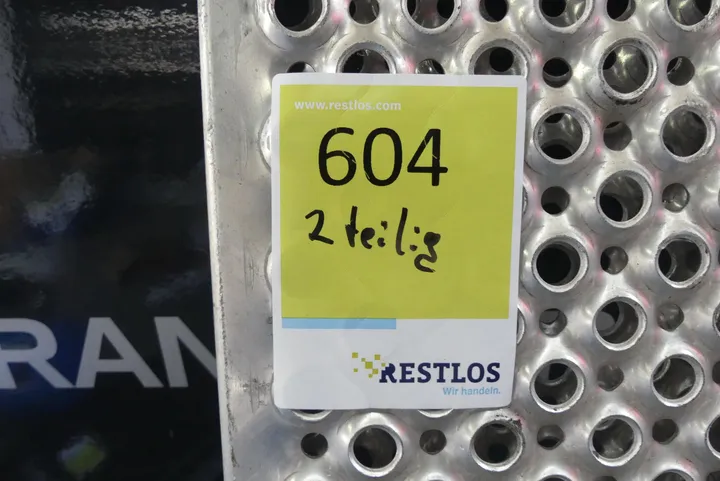 www.restlos.com
604
2 teilig
RESTLOS
Wir handeln.
RAN